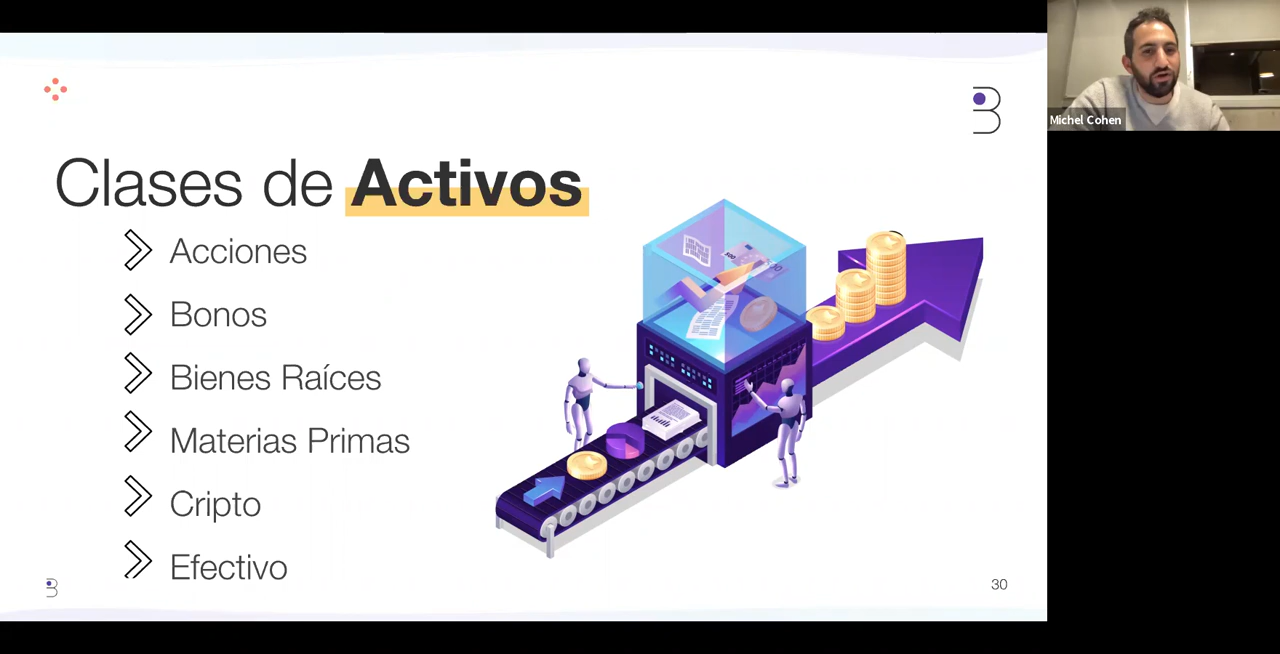 Clases de Activos
Acciones
Bonos
Bienes Raíces
Materias Primas
Cripto
Efectivo
30
Michel Cohen